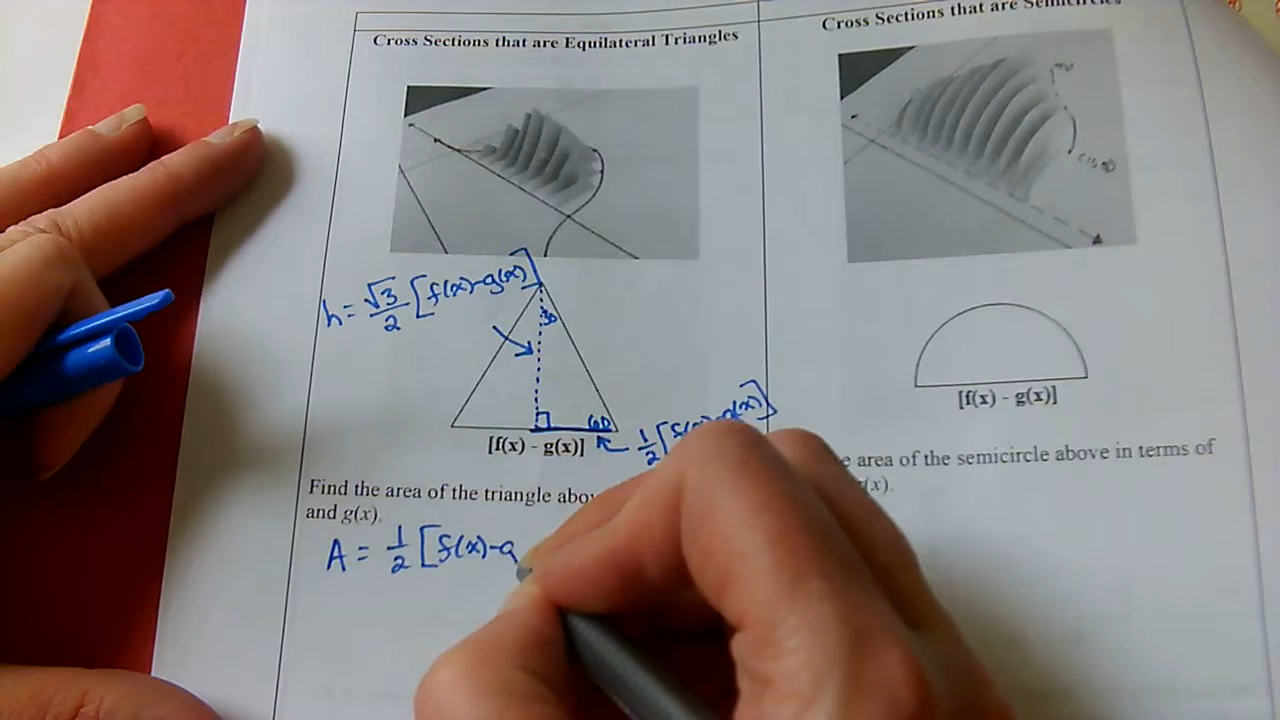 Cross Sections that are Equilateral Triangles
h = √3/2 [f(x)-g(x)]
30
60
[f(x) - g(x)]
1/2 [f(x)-g(x)]
Find the area of the triangle
and g(x).
A = 1/2 [f(x)-g
Cross Sections that are Semicircles
[f(x) - g(x)]
e area of the semicircle above in terms of